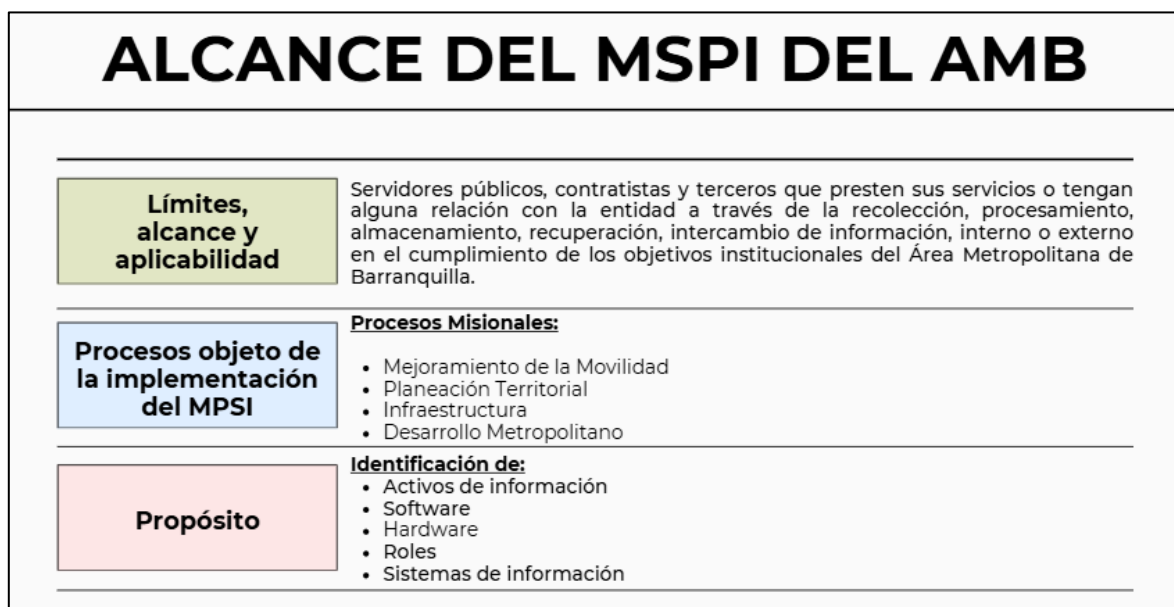 ALCANCE DEL MSPI DEL AMB
Límites,
alcance y
aplicabilidad
Servidores públicos, contratistas y terceros que presten sus servicios o tengan
alguna relación con la entidad a través de la recolección, procesamiento,
almacenamiento, recuperación, intercambio de información, interno o externo
en el cumplimiento de los objetivos institucionales del Área Metropolitana de
Barranquilla.
Procesos objeto de
la implementación
del MPSI
Procesos Misionales:
• Mejoramiento de la Movilidad
• Planeación Territorial
• Infraestructura
• Desarrollo Metropolitano
Propósito
Identificación de:
• Activos de información
• Software
• Hardware
• Roles
• Sistemas de información